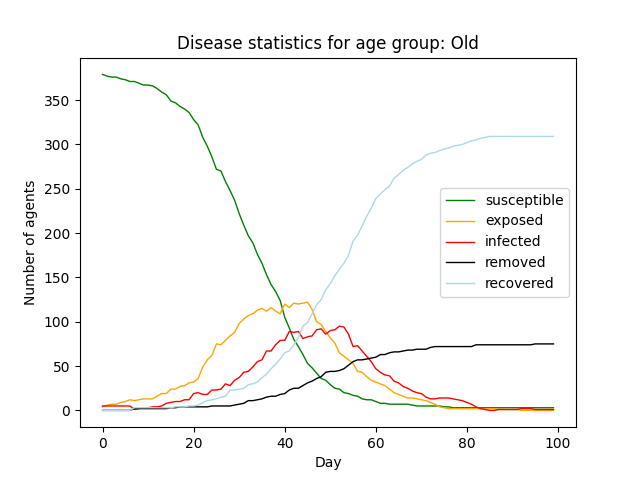 Disease statistics for age group: Old
Number of agents
350
300
250
200
150
100
50
0
susceptible
exposed
infected
removed
recovered
0 20 40 60 80 100
Day